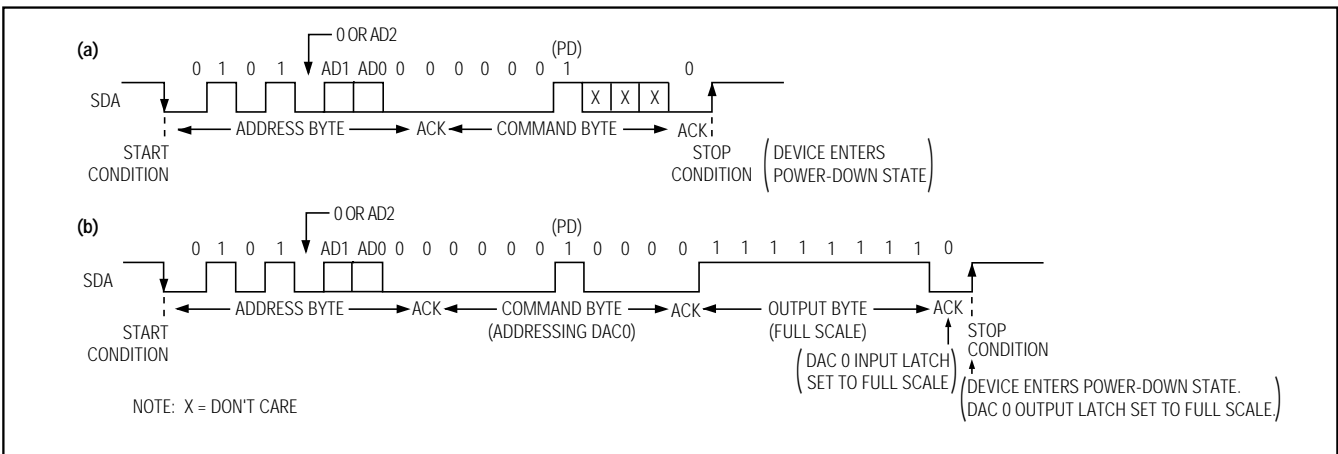 (a)
0 OR AD2
(PD)
0 1 0 1 AD1 AD0 0 0 0 0 0 0 1 0
SDA
X X X
ADDRESS BYTE ACK COMMAND BYTE ACK
START CONDITION
STOP CONDITION
(DEVICE ENTERS POWER-DOWN STATE)
(b)
0 OR AD2
(PD)
0 1 0 1 AD1 AD0 0 0 0 0 0 0 1 0 0 0 0 1 1 1 1 1 1 1 1 0
SDA
ADDRESS BYTE ACK COMMAND BYTE ACK OUTPUT BYTE ACK
(ADDRESSING DAC0)
(FULL SCALE)
START CONDITION
STOP CONDITION
(DAC 0 INPUT LATCH SET TO FULL SCALE)
(DEVICE ENTERS POWER-DOWN STATE.
DAC 0 OUTPUT LATCH SET TO FULL SCALE.)
NOTE: X = DON'T CARE